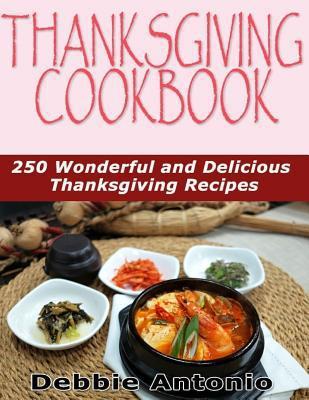 THANKSGIVING
COOKBOOK
250 Wonderful and Delicious
Thanksgiving Recipes
Debbie Antonio